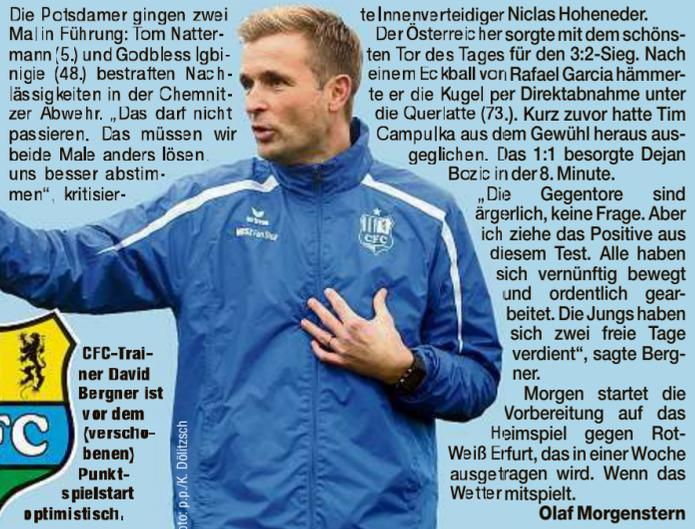 Die Potsdamer gingen zwei
Mal in Führung: Tom Natter-
mann (5.) und Godbless Igbi-
nigie (48.) bestraften Nach-
lässigkeiten in der Chemnit-
zer Abwehr. „Das darf nicht
passieren. Das müssen wir
beide Male anders lösen,
uns besser abstim-
men“, kritisier-
te Innenverteidiger Niclas Hoheneder.
Der Österreicher sorgte mit dem schöns-
ten Tor des Tages für den 3:2-Sieg. Nach
einem Eckball von Rafael Garcia hämmer-
te er die Kugel per Direktabnahme unter
die Querlatte (73.). Kurz zuvor hatte Tim
Campulka aus dem Gewühl heraus aus-
geglichen. Das 1:1 besorgte Dejan
Bozic in der 8. Minute.
„Die Gegentore sind
ärgerlich, keine Frage. Aber
ich ziehe das Positive aus
diesem Test. Alle haben
sich vernünftig bewegt
und ordentlich gear-
beitet. Die Jungs haben
sich zwei freie Tage
verdient“, sagte Berg-
ner.
Morgen startet die
Vorbereitung auf das
Heimspiel gegen Rot-
Weiß Erfurt, das in einer Woche
ausgetragen wird. Wenn das
Wetter mitspielt.
Olaf Morgenstern
CFC
FC
CFC-Trai-
ner David
Bergner ist
vor dem
(verscho-
benen)
Punkt-
spielstart
optimistisch.
oto: p.p./K. Dölitzsch